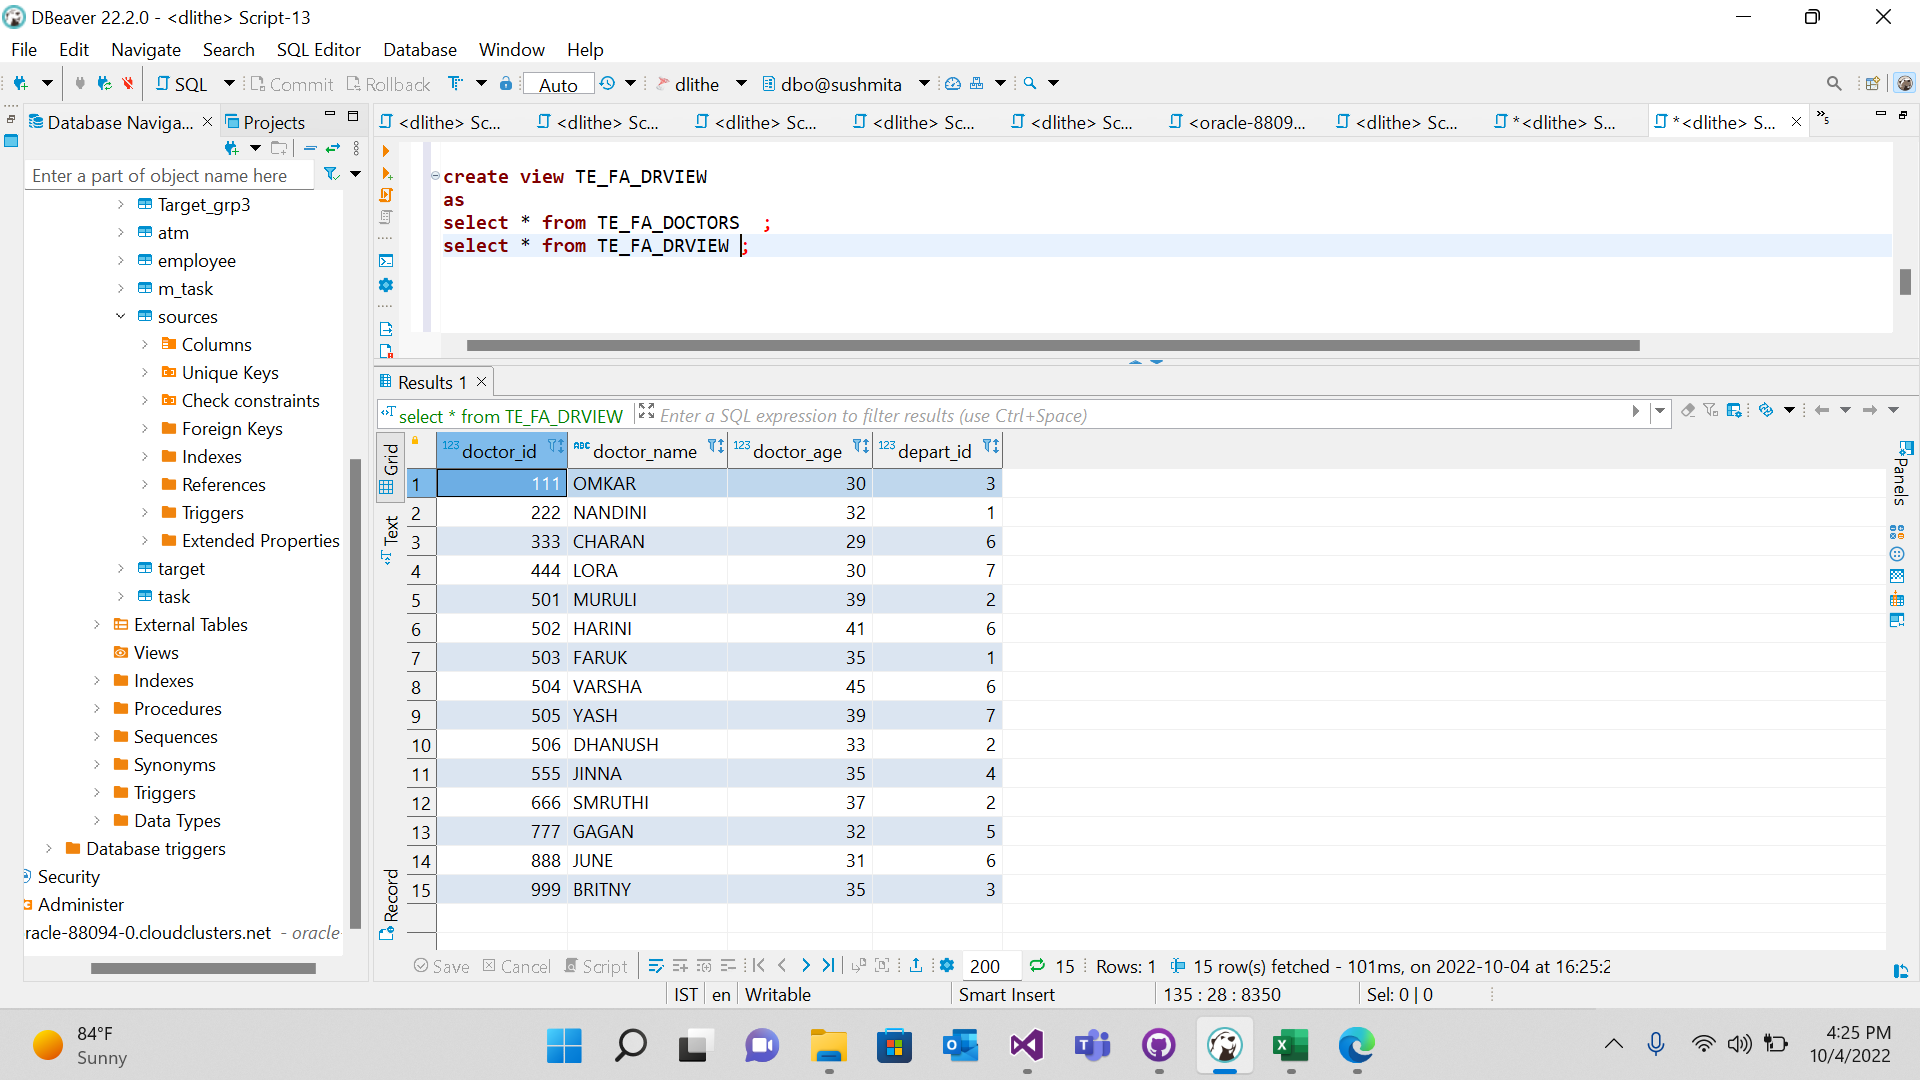 DBeaver 22.2.0 - <dlithe> Script-13
File Edit Navigate Search SQL Editor Database Window Help
SQL Commit Rollback T Auto dlithe dbo@sushmita
Database Naviga... Projects
<dlithe> Sc... <dlithe> Sc... <dlithe> Sc... <dlithe> Sc... <dlithe> Sc... <oracle-8809... <dlithe> Sc... *<dlithe> S... *<dlithe> S... »5
Enter a part of object name here
Target_grp3
atm
employee
m_task
sources
Columns
Unique Keys
Check constraints
Foreign Keys
Indexes
References
Triggers
Extended Properties
target
task
External Tables
Views
Indexes
Procedures
Sequences
Synonyms
Triggers
Data Types
Database triggers
Security
Administer
racle-88094-0.cloudclusters.net - oracle-
create view TE_FA_DRVIEW
as
select * from TE_FA_DOCTORS ;
select * from TE_FA_DRVIEW ;
Results 1
select * from TE_FA_DRVIEW Enter a SQL expression to filter results (use Ctrl+Space)
Grid
Text
Record
Panels
123 doctor_id ABC doctor_name 123 doctor_age 123 depart_id
1 111 OMKAR 30 3
2 222 NANDINI 32 1
3 333 CHARAN 29 6
4 444 LORA 30 7
5 501 MURULI 39 2
6 502 HARINI 41 6
7 503 FARUK 35 1
8 504 VARSHA 45 6
9 505 YASH 39 7
10 506 DHANUSH 33 2
11 555 JINNA 35 4
12 666 SMRUTHI 37 2
13 777 GAGAN 32 5
14 888 JUNE 31 6
15 999 BRITNY 35 3
Save Cancel Script 200 15 Rows: 1 15 row(s) fetched - 101ms, on 2022-10-04 at 16:25:2
IST en Writable Smart Insert 135 : 28 : 8350 Sel: 0 | 0
84°F
Sunny
4:25 PM
10/4/2022